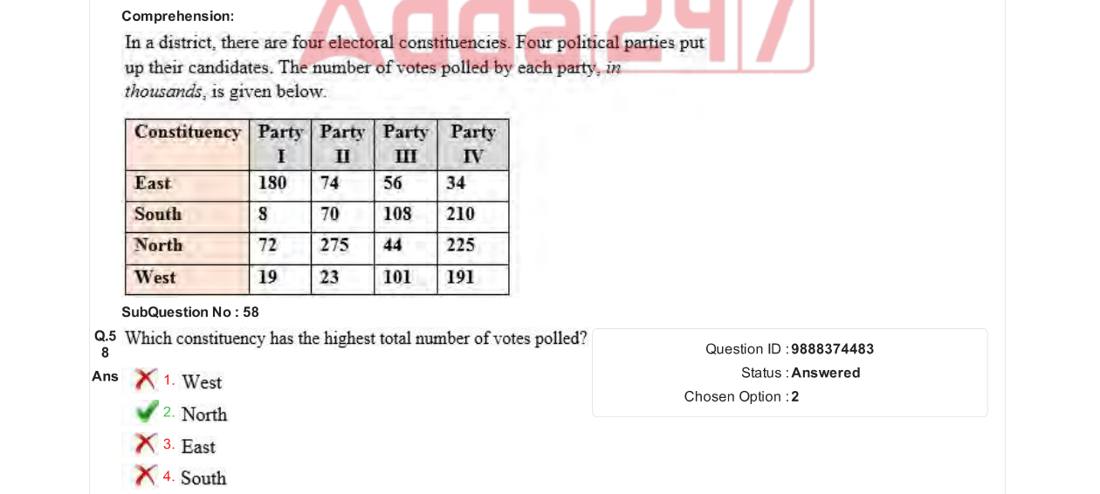 Adda 247
Comprehension:
In a district, there are four electoral constituencies. Four political parties put
up their candidates. The number of votes polled by each party, in
thousands, is given below.
Constituency Party I Party II Party III Party IV
East 180 74 56 34
South 8 70 108 210
North 72 275 44 225
West 19 23 101 191
SubQuestion No : 58
Q.58 Which constituency has the highest total number of votes polled?
Ans 1. West
2. North
3. East
4. South
Question ID : 9888374483
Status : Answered
Chosen Option : 2